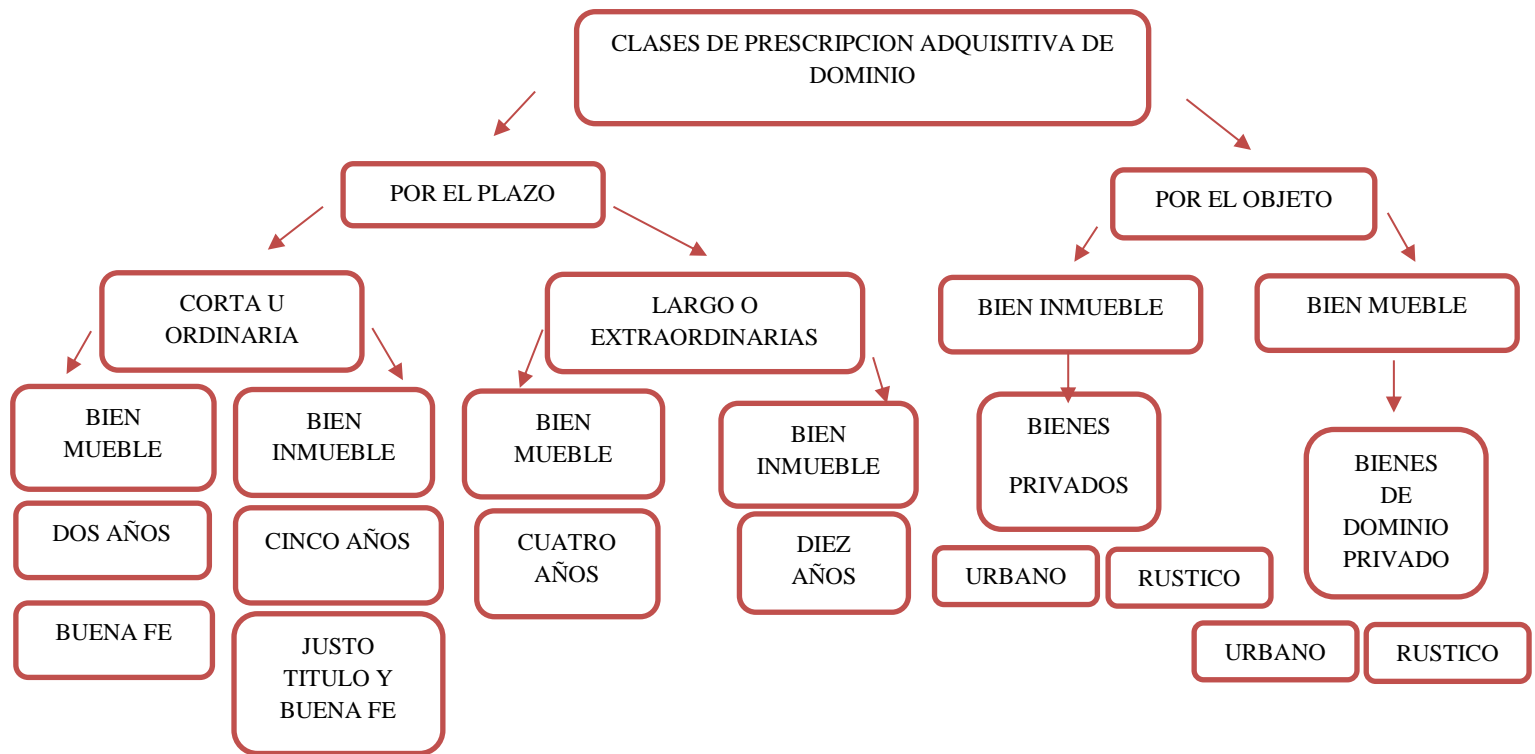 CLASES DE PRESCRIPCION ADQUISITIVA DE
DOMINIO
POR EL PLAZO
POR EL OBJETO
CORTA U
ORDINARIA
LARGO O
EXTRAORDINARIAS
BIEN INMUEBLE
BIEN MUEBLE
BIEN
MUEBLE
BIEN
INMUEBLE
BIEN
MUEBLE
BIEN
INMUEBLE
BIENES
PRIVADOS
BIENES
DE
DOMINIO
PRIVADO
DOS AÑOS
CINCO AÑOS
CUATRO
AÑOS
DIEZ
AÑOS
URBANO
RUSTICO
BUENA FE
JUSTO
TITULO Y
BUENA FE
URBANO
RUSTICO